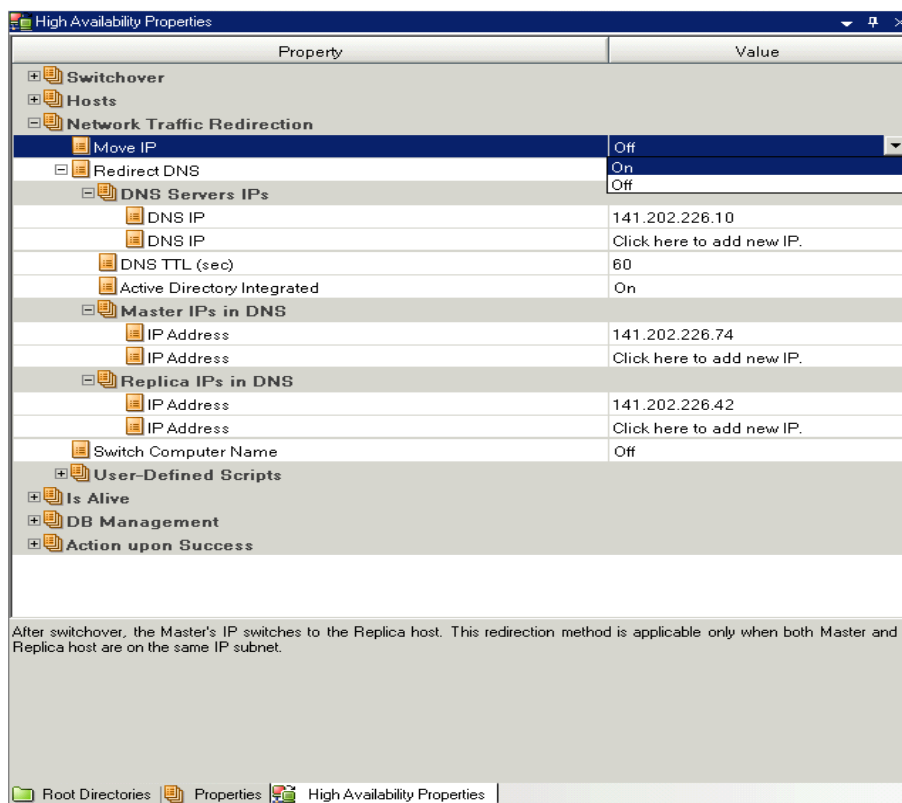 High Availability Properties
Property Value
Switchover
Hosts
Network Traffic Redirection
Move IP Off
On
Redirect DNS
Off
DNS Servers IPs
DNS IP 141.202.226.10
DNS IP Click here to add new IP.
DNS TTL (sec) 60
Active Directory Integrated On
Master IPs in DNS
IP Address 141.202.226.74
IP Address Click here to add new IP.
Replica IPs in DNS
IP Address 141.202.226.42
IP Address Click here to add new IP.
Switch Computer Name Off
User-Defined Scripts
Is Alive
DB Management
Action upon Success
After switchover, the Master's IP switches to the Replica host. This redirection method is applicable only when both Master and
Replica host are on the same IP subnet.
Root Directories Properties High Availability Properties